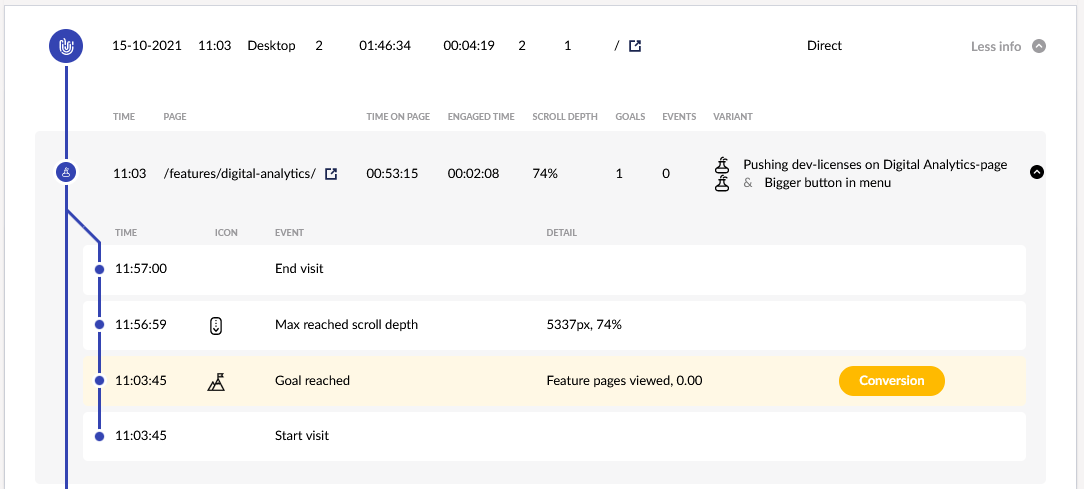 15-10-2021 11:03 Desktop 2 01:46:34 00:04:19 2 1 / Direct Less info
TIME PAGE TIME ON PAGE ENGAGED TIME SCROLL DEPTH GOALS EVENTS VARIANT
11:03 /features/digital-analytics/ 00:53:15 00:02:08 74% 1 0 Pushing dev-licenses on Digital Analytics-page
& Bigger button in menu
TIME ICON EVENT DETAIL
11:57:00 End visit
11:56:59 Max reached scroll depth 5337px, 74%
11:03:45 Goal reached Feature pages viewed, 0.00 Conversion
11:03:45 Start visit